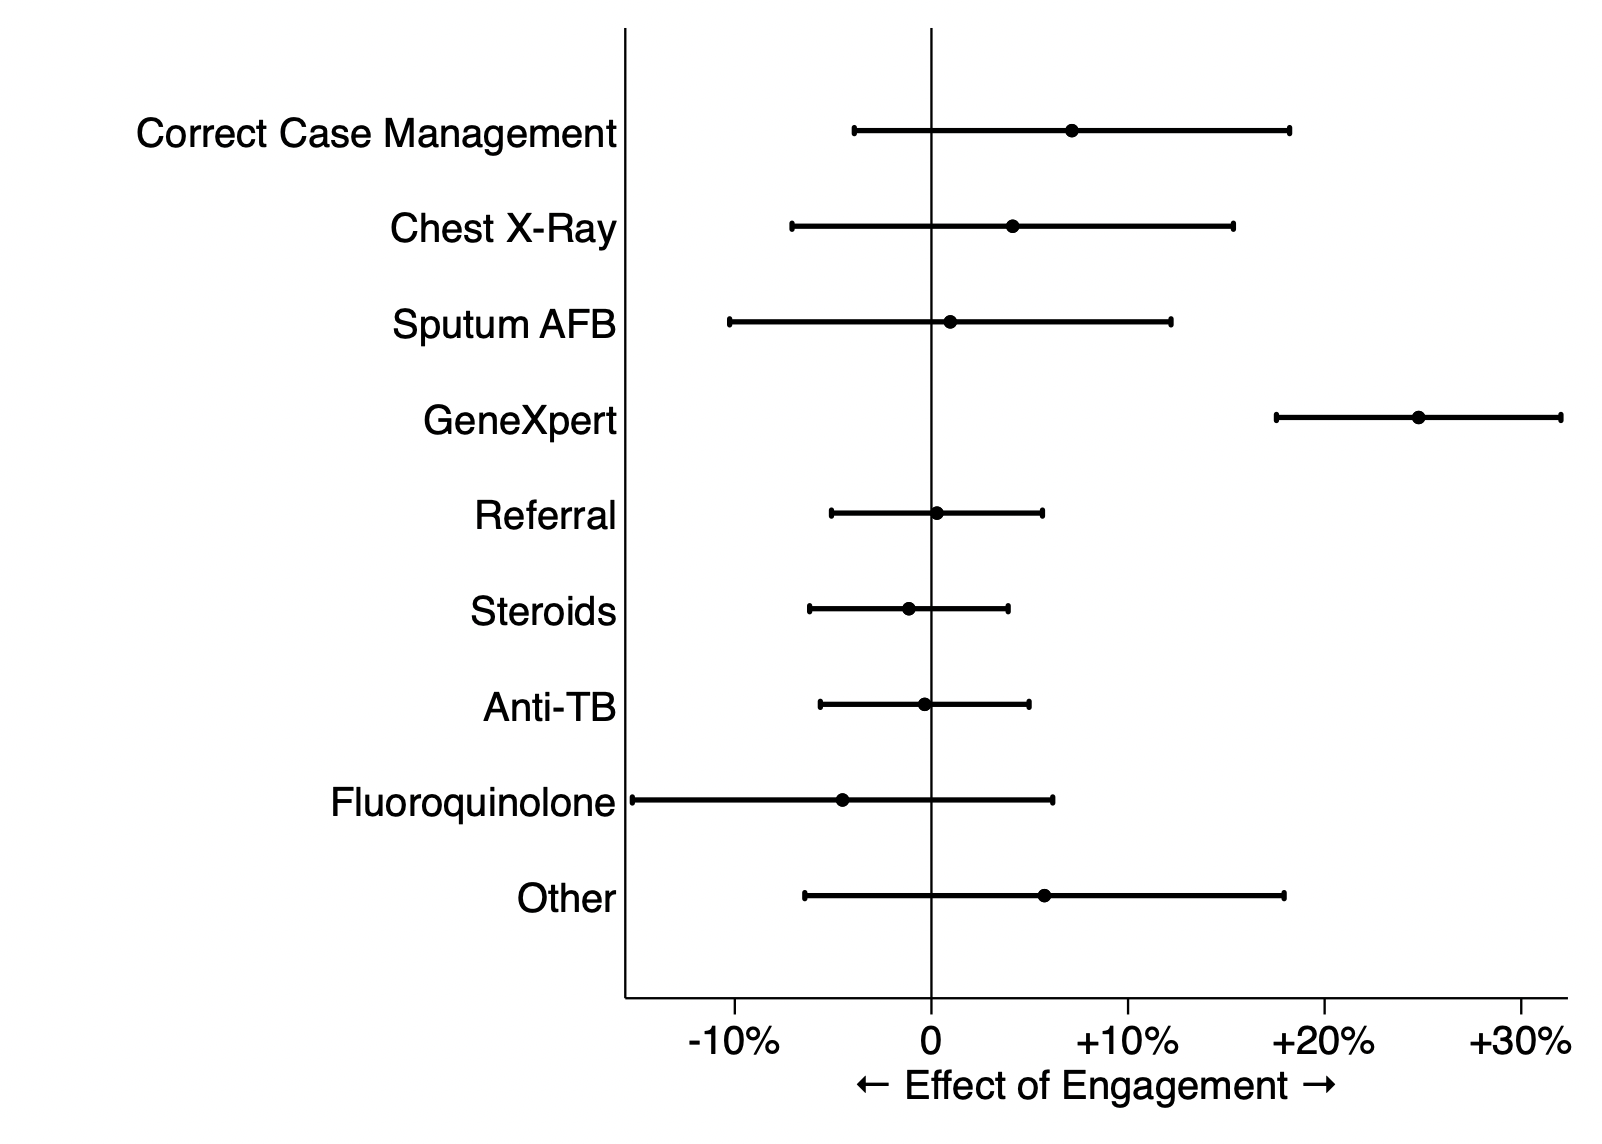 Correct Case Management
Chest X-Ray
Sputum AFB
GeneXpert
Referral
Steroids
Anti-TB
Fluoroquinolone
Other
-10% 0 +10% +20% +30%
← Effect of Engagement →